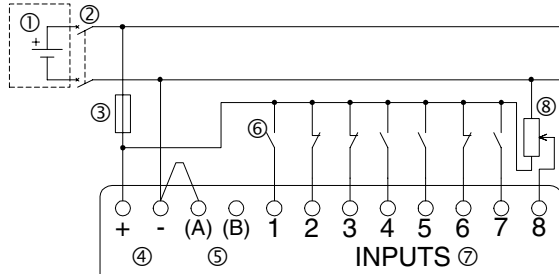 ① ②
+
③ ⑥ ⑧
+ - (A) (B) 1 2 3 4 5 6 7 8
④ ⑤ INPUTS ⑦